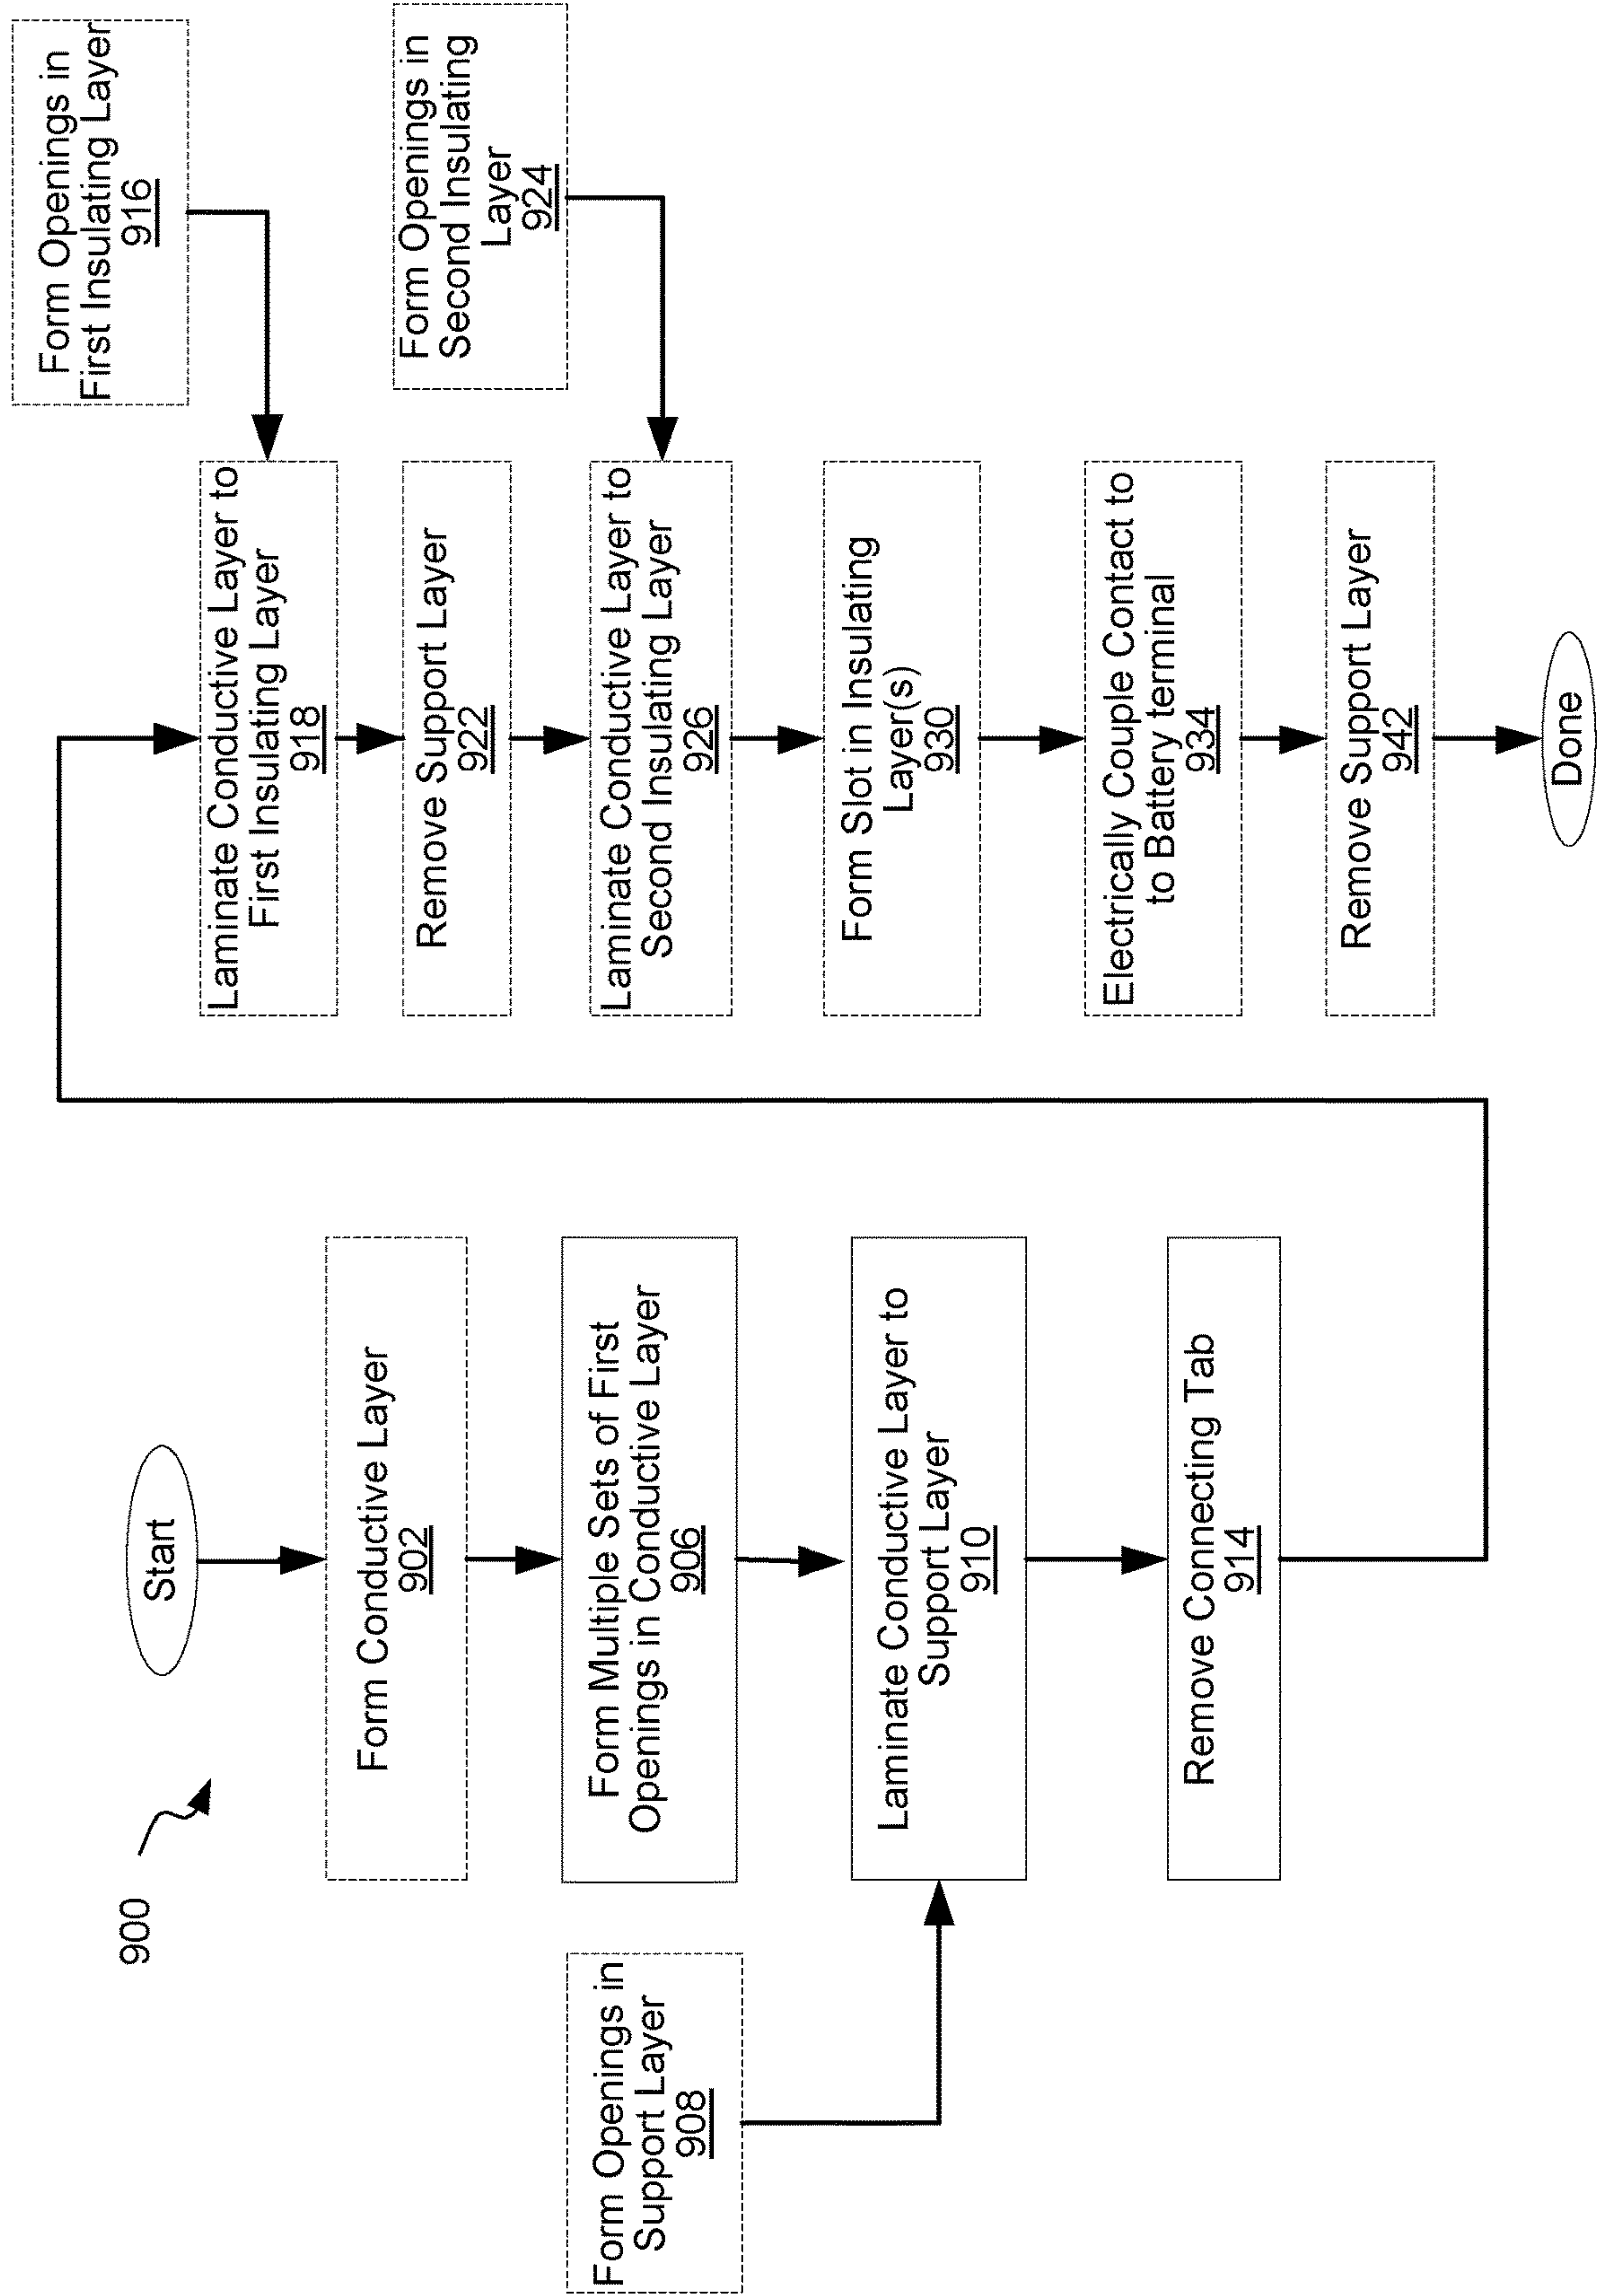 900
Start
Form Conductive Layer
902
Form Multiple Sets of First
Openings in Conductive Layer
906
Form Openings in
Support Layer
908
Laminate Conductive Layer to
Support Layer
910
Remove Connecting Tab
914
Form Openings in
First Insulating Layer
916
Laminate Conductive Layer to
First Insulating Layer
918
Remove Support Layer
922
Form Openings in
Second Insulating
Layer
924
Laminate Conductive Layer to
Second Insulating Layer
926
Form Slot in Insulating
Layer(s)
930
Electrically Couple Contact to
to Battery terminal
934
Remove Support Layer
942
Done